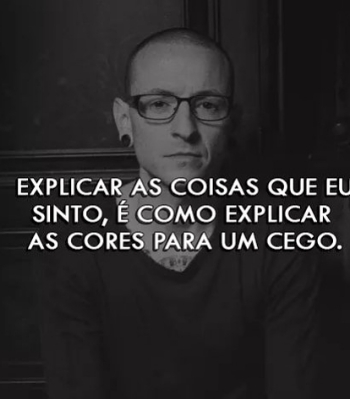 EXPLICAR AS COISAS QUE EU
SINTO, É COMO EXPLICAR
AS CORES PARA UM CEGO.